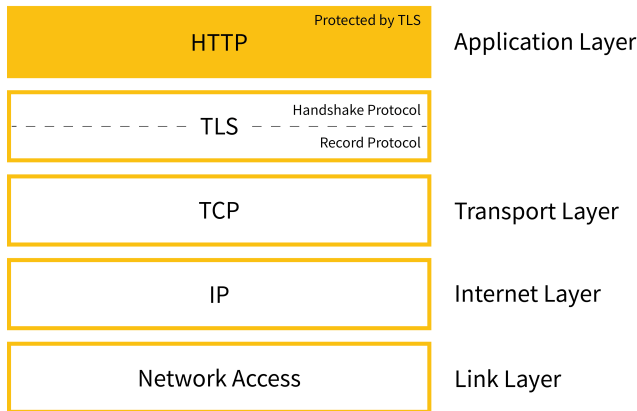 Protected by TLS
HTTP
Application Layer
Handshake Protocol
TLS
Record Protocol
TCP
Transport Layer
IP
Internet Layer
Network Access
Link Layer